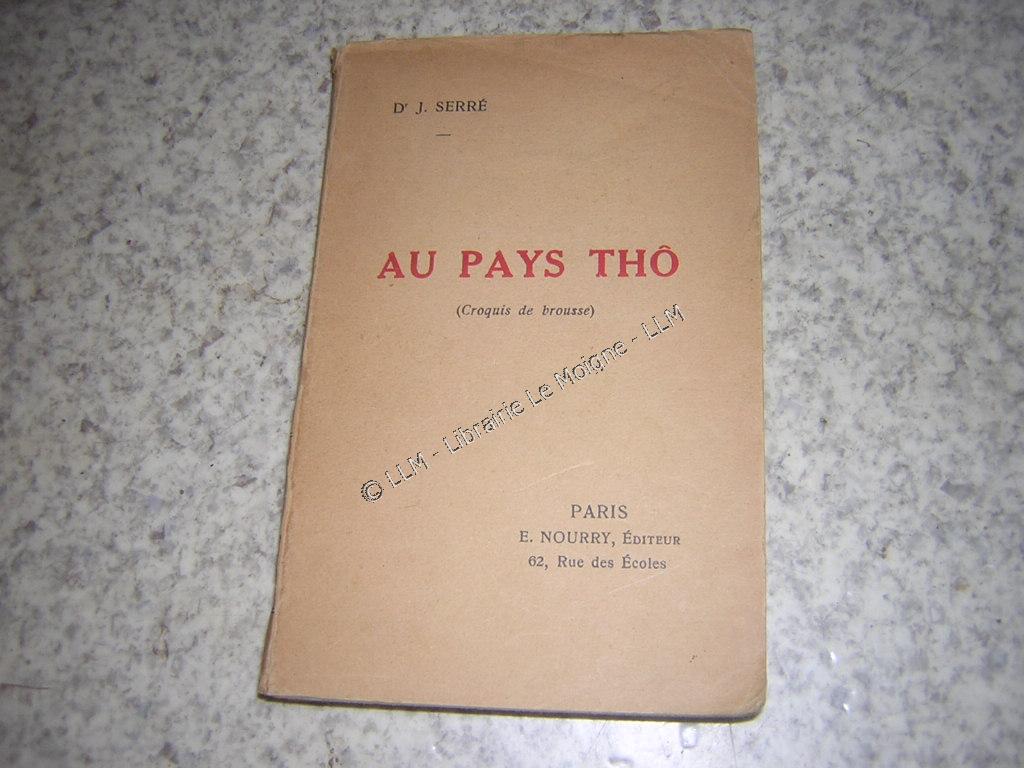 Dʳ J. SERRÉ
AU PAYS THÔ
(Croquis de brousse)
© LLM - Librairie Le Moigne - LLM
PARIS
E. NOURRY, ÉDITEUR
62, Rue des Écoles